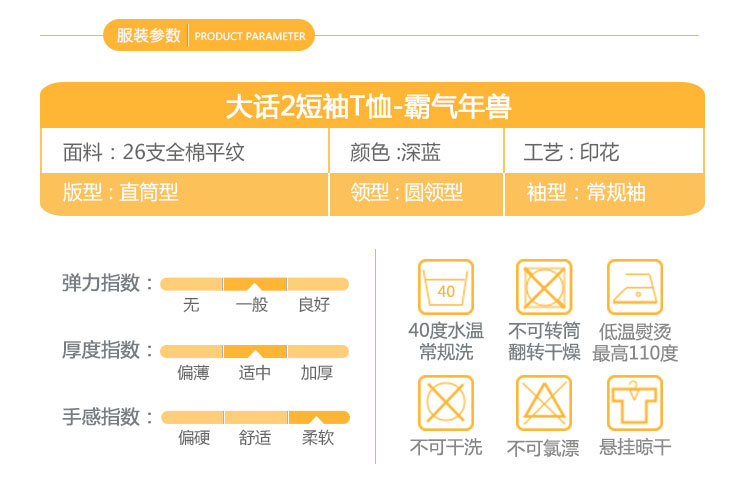 服装参数 PRODUCT PARAMETER
大话2短袖T恤-霸气年兽
面料：26支全棉平纹 颜色:深蓝 工艺:印花
版型:直筒型 领型:圆领型 袖型:常规袖
弹力指数：
无 一般 良好
厚度指数：
偏薄 适中 加厚
手感指数：
偏硬 舒适 柔软
40
40度水温
常规洗
不可转筒
翻转干燥
低温熨烫
最高110度
不可干洗
不可氯漂
悬挂晾干